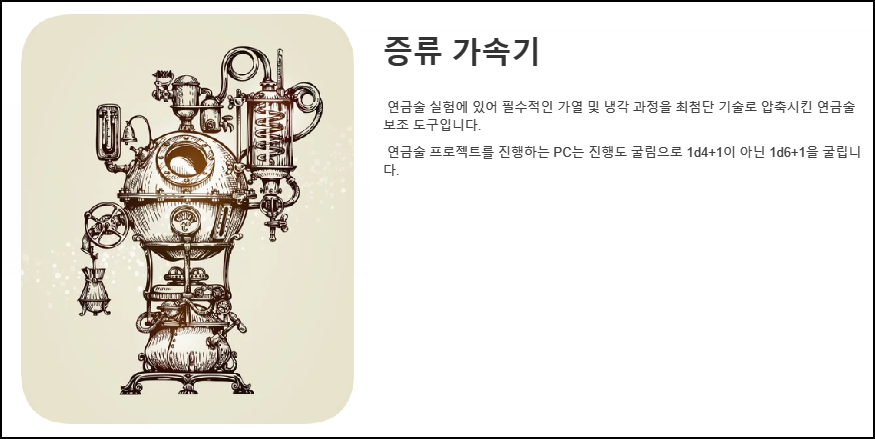 증류 가속기
연금술 실험에 있어 필수적인 가열 및 냉각 과정을 최첨단 기술로 압축시킨 연금술
보조 도구입니다.
연금술 프로젝트를 진행하는 PC는 진행도 굴림으로 1d4+1이 아닌 1d6+1을 굴립니
다.